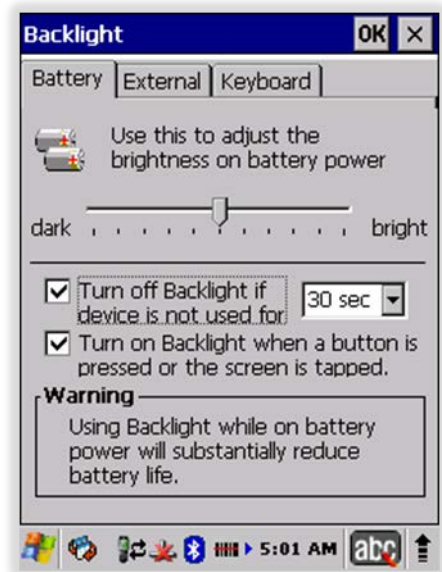 Backlight OK ×
Battery External Keyboard
Use this to adjust the
brightness on battery power
dark bright
Turn off Backlight if
device is not used for
30 sec
Turn on Backlight when a button is
pressed or the screen is tapped.
Warning
Using Backlight while on battery
power will substantially reduce
battery life.
5:01 AM abc